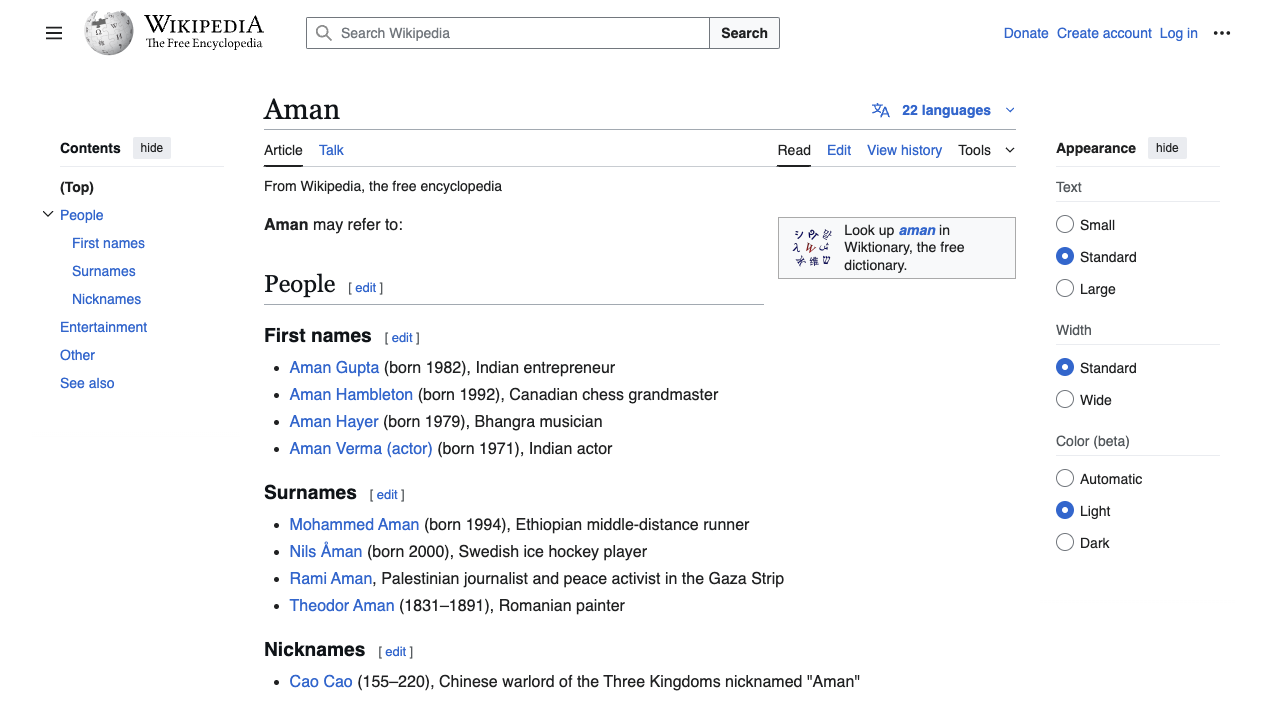 WIKIPEDIA
The Free Encyclopedia
Search Wikipedia
Search
Donate Create account Log in
Aman
22 languages
Contents hide
(Top)
People
First names
Surnames
Nicknames
Entertainment
Other
See also
Article Talk
Read Edit View history Tools
From Wikipedia, the free encyclopedia
Aman may refer to:
Look up aman in
Wiktionary, the free
dictionary.
People [ edit ]
First names [ edit ]
• Aman Gupta (born 1982), Indian entrepreneur
• Aman Hambleton (born 1992), Canadian chess grandmaster
• Aman Hayer (born 1979), Bhangra musician
• Aman Verma (actor) (born 1971), Indian actor
Surnames [ edit ]
• Mohammed Aman (born 1994), Ethiopian middle-distance runner
• Nils Åman (born 2000), Swedish ice hockey player
• Rami Aman, Palestinian journalist and peace activist in the Gaza Strip
• Theodor Aman (1831–1891), Romanian painter
Nicknames [ edit ]
• Cao Cao (155–220), Chinese warlord of the Three Kingdoms nicknamed "Aman"
Appearance hide
Text
Small
Standard
Large
Width
Standard
Wide
Color (beta)
Automatic
Light
Dark